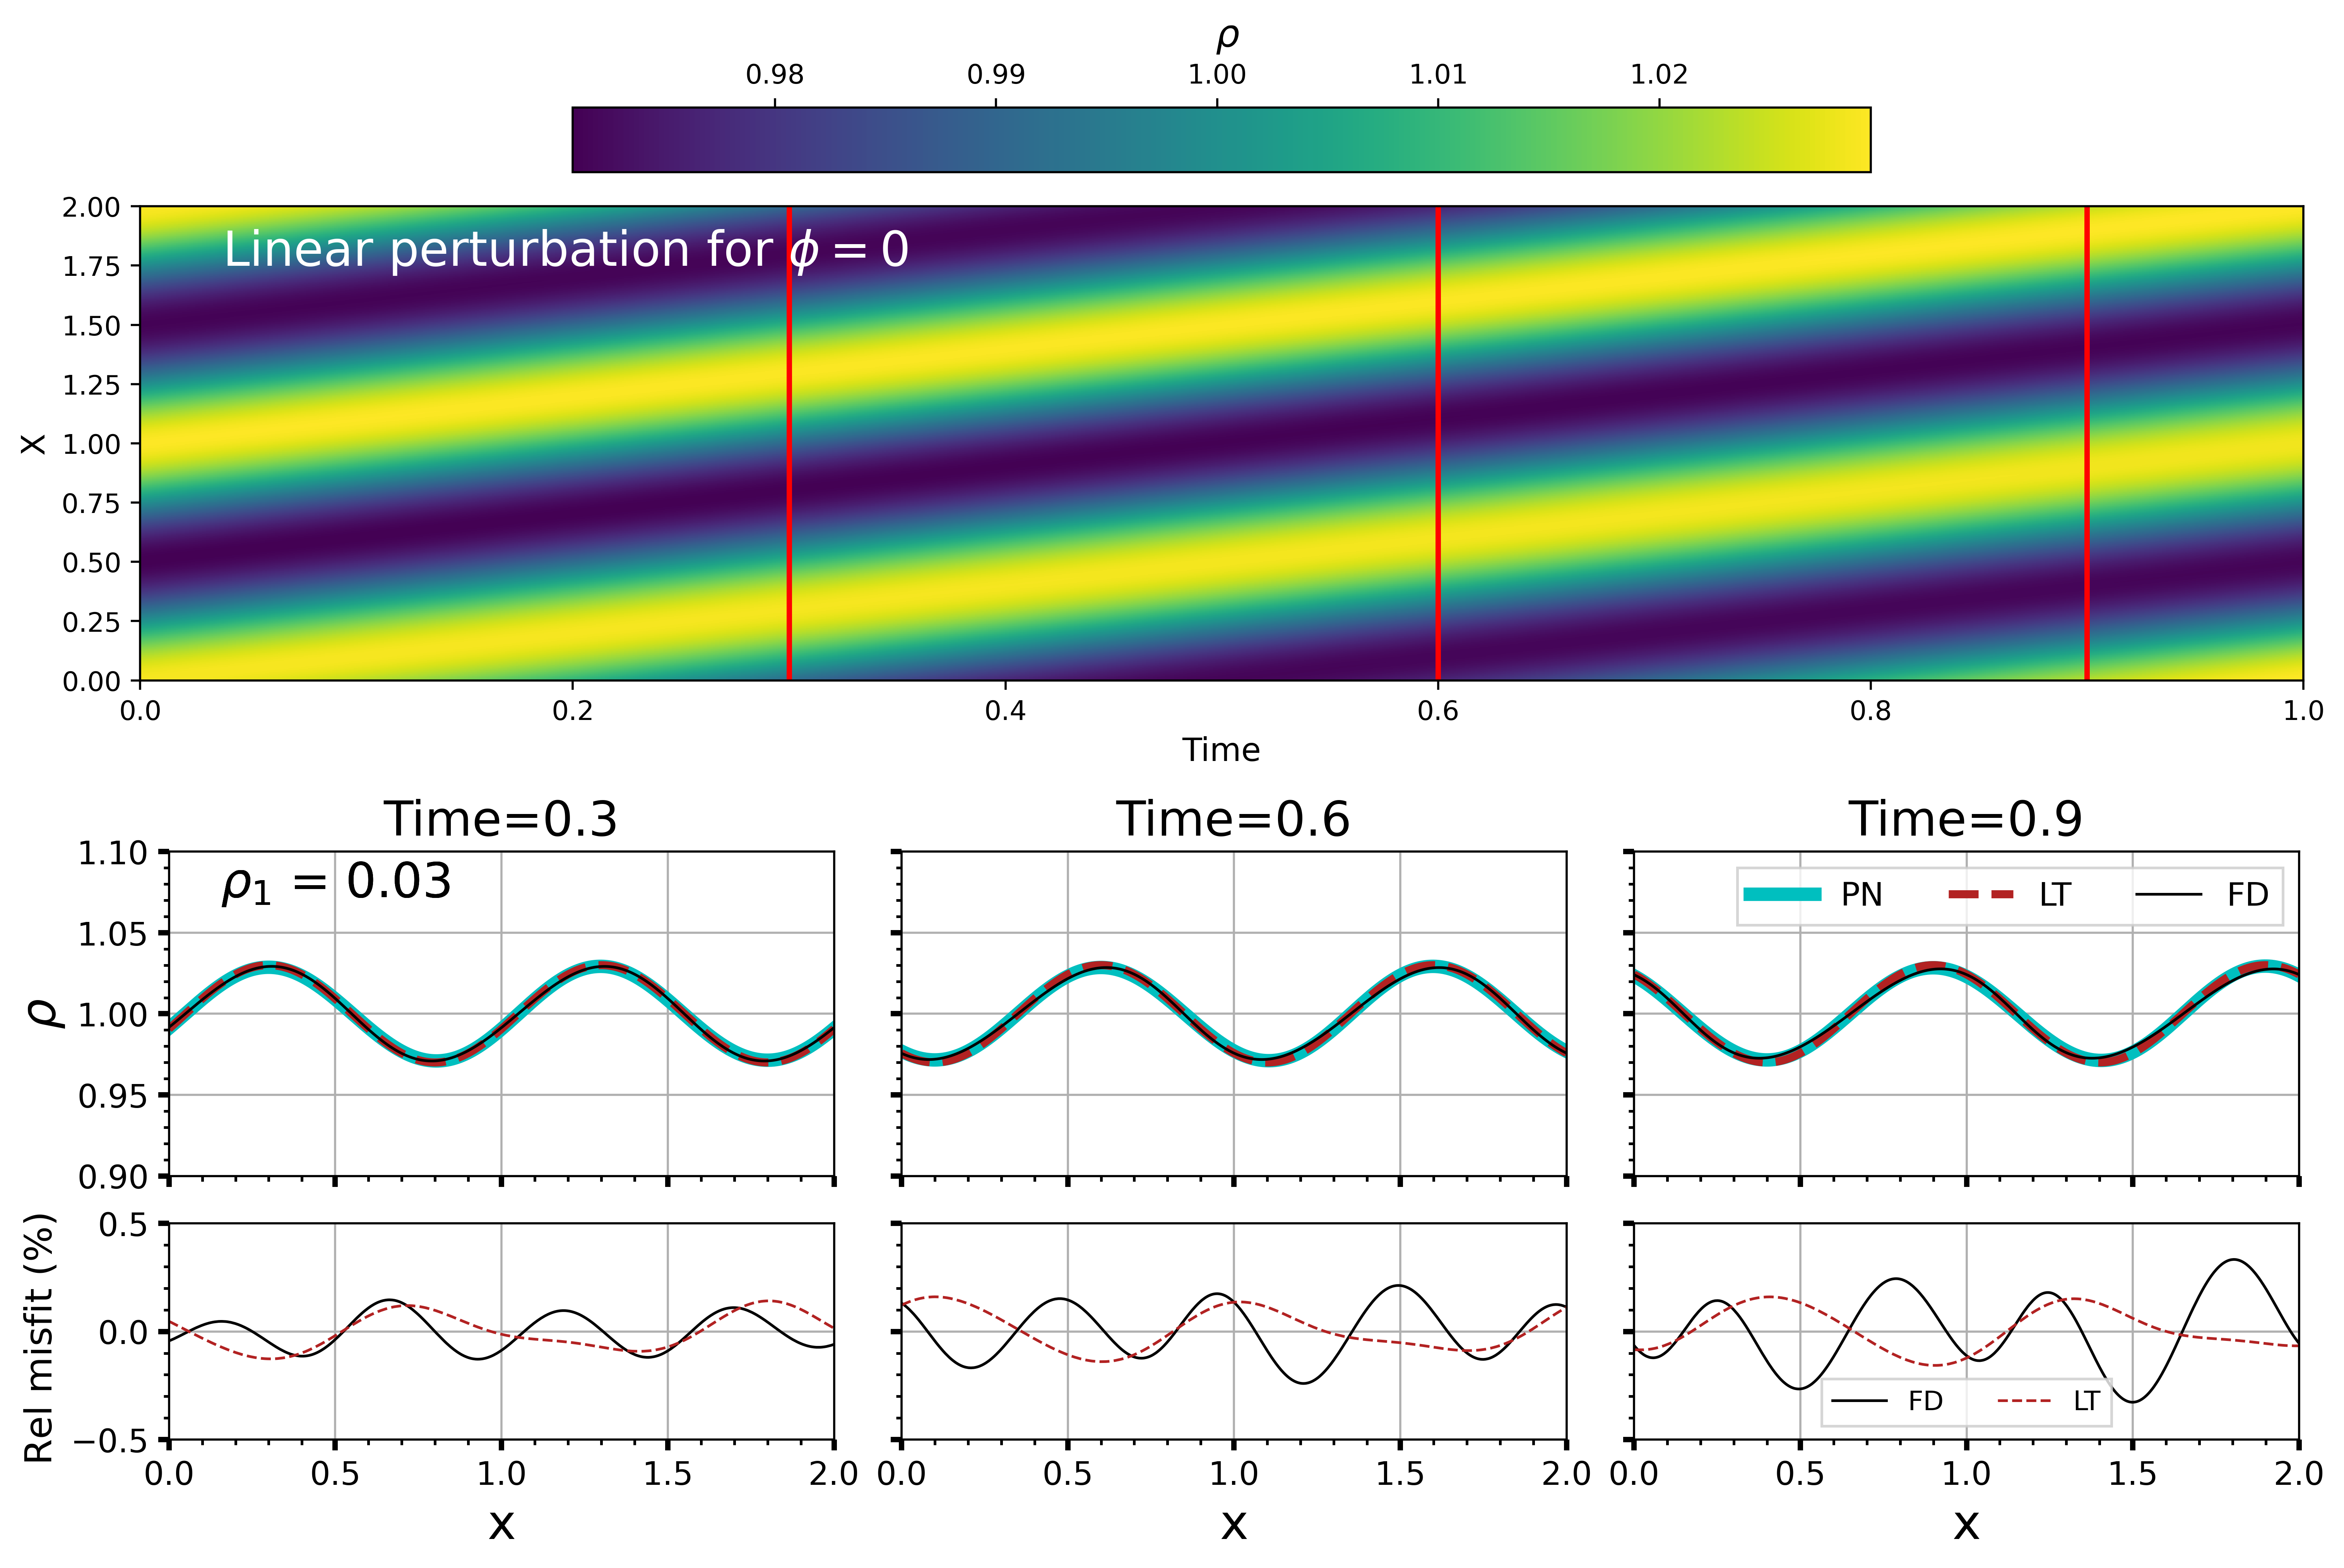 ρ
0.98 0.99 1.00 1.01 1.02
Linear perturbation for ϕ = 0
X
2.00
1.75
1.50
1.25
1.00
0.75
0.50
0.25
0.00
0.0 0.2 0.4 0.6 0.8 1.0
Time
Time=0.3 Time=0.6 Time=0.9
ρ₁ = 0.03
PN LT FD
ρ
1.10
1.05
1.00
0.95
0.90
Rel misfit (%)
0.5
0.0
−0.5
FD LT
0.0 0.5 1.0 1.5 2.0 0.0 0.5 1.0 1.5 2.0 0.0 0.5 1.0 1.5 2.0
x x x